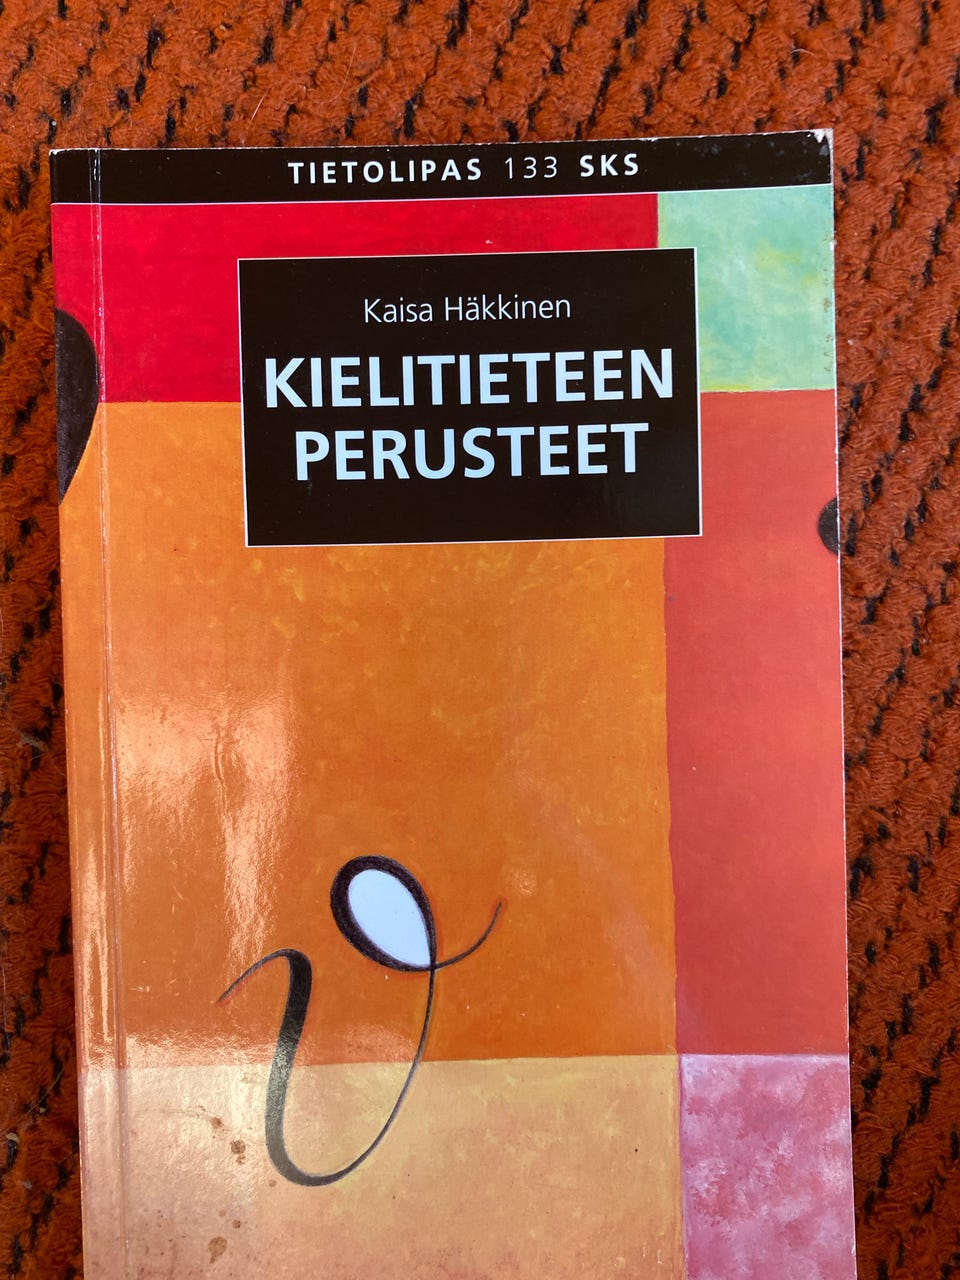 TIETOLIPAS 133 SKS
Kaisa Häkkinen
KIELITIETEEN
PERUSTEET
v